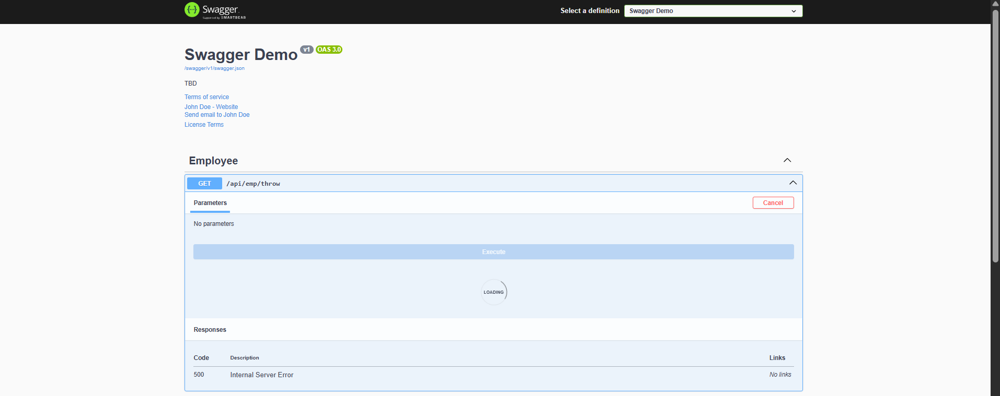 Swagger
Supported by SMARTBEAR
Select a definition
Swagger Demo
Swagger Demo v1 OAS 3.0
/swagger/v1/swagger.json
TBD
Terms of service
John Doe - Website
Send email to John Doe
License Terms
Employee
GET /api/emp/throw
Parameters
Cancel
No parameters
Execute
LOADING
Responses
Code Description Links
500 Internal Server Error No links